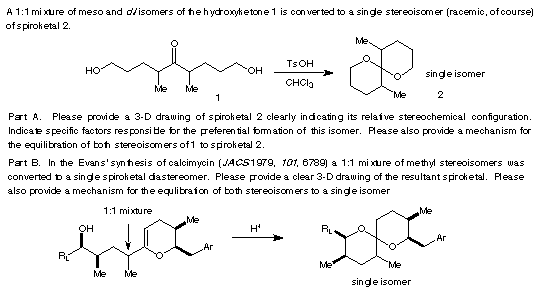 A 1:1 mixture of meso and dl isomers of the hydroxyketone 1 is converted to a single stereoisomer (racemic, of course)
of spiroketal 2.
O
HO
OH
Me
Me
1
TsOH
CHCl3
Me
O
O
Me
single isomer
2
Part A. Please provide a 3-D drawing of spiroketal 2 clearly indicating its relative stereochemical configuration.
Indicate specific factors responsible for the preferential formation of this isomer. Please also provide a mechanism for
the equilibration of both stereoisomers of 1 to spiroketal 2.
Part B. In the Evans' synthesis of calcimycin (JACS 1979, 101, 6789) a 1:1 mixture of methyl stereoisomers was
converted to a single spiroketal diastereomer. Please provide a clear 3-D drawing of the resultant spiroketal. Please
also provide a mechanism for the equlibration of both stereoisomers to a single isomer
1:1 mixture
OH
Me
RL
Ar
O
Me
Me
H+
Me
RL
O
Ar
O
Me
Me
single isomer